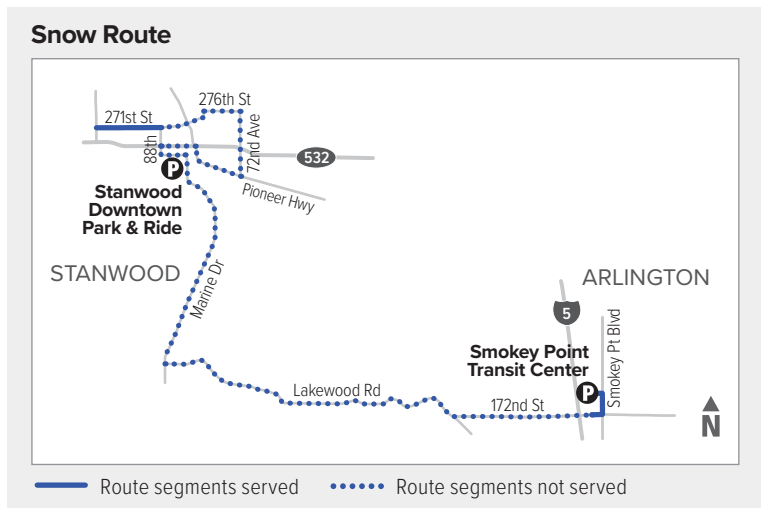 Snow Route
276th St
271st St
72nd Ave
88th
532
P
Stanwood
Downtown
Park & Ride
Pioneer Hwy
STANWOOD
ARLINGTON
Marine Dr
5
Smokey Pt Blvd
Smokey Point
Transit Center
P
Lakewood Rd
172nd St
N
Route segments served
Route segments not served